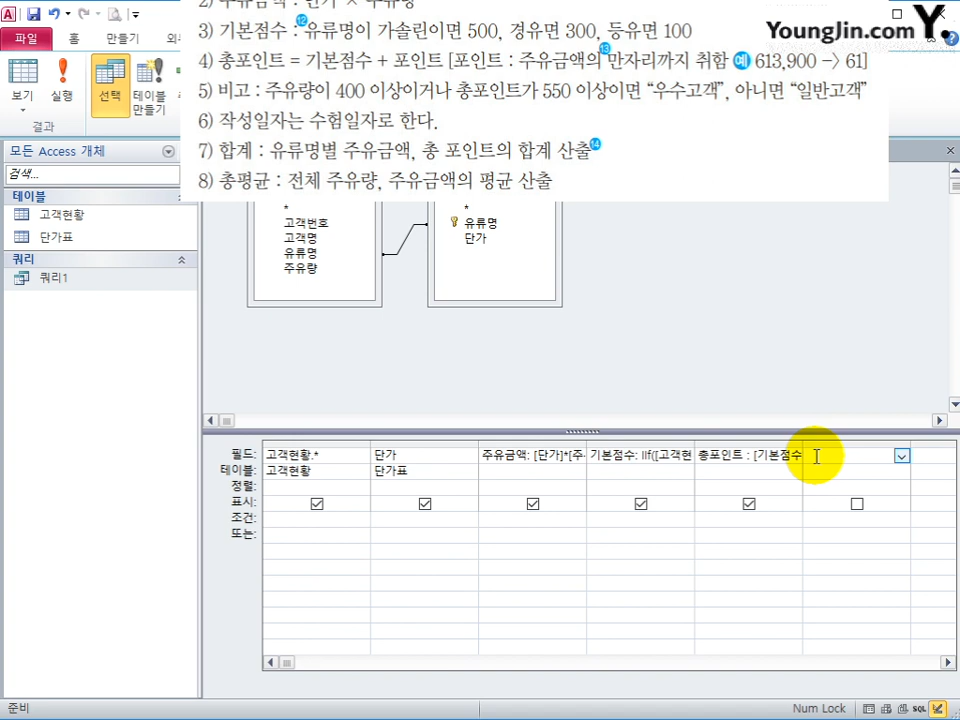 2) 주유금액 : 단가 × 주유량
3) 기본점수 : ⑫ 유류명이 가솔린이면 500, 경유면 300, 등유면 100
4) 총포인트 = 기본점수 + 포인트 [포인트 : 주유금액의 ⑬ 만자리까지 취함 예 613,900 -> 61]
5) 비고 : 주유량이 400 이상이거나 총포인트가 550 이상이면 “우수고객”, 아니면 “일반고객”
6) 작성일자는 수험일자로 한다.
7) 합계 : 유류명별 주유금액, 총 포인트의 합계 산출 ⑭
8) 총평균 : 전체 주유량, 주유금액의 평균 산출
YoungJin.com Y.
파일 홈 만들기 외
보기 실행 선택 테이블 만들기
결과
모든 Access 개체
검색...
테이블
고객현황
단가표
쿼리
쿼리1
*
고객번호
고객명
유류명
주유량
*
유류명
단가
필드: 고객현황.* 단가 주유금액: [단가]*[주 기본점수: IIf([고객현 총포인트 : [기본점수
테이블: 고객현황 단가표
정렬:
표시:
조건:
또는:
준비 Num Lock SQL